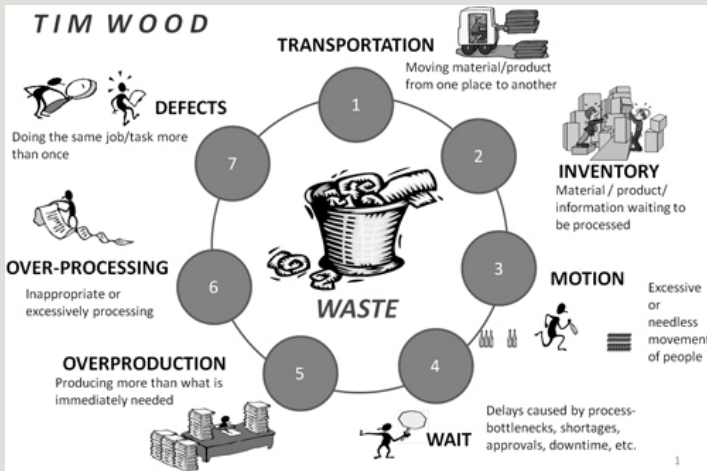 TIM WOOD
TRANSPORTATION
Moving material/product
from one place to another
1
2
INVENTORY
Material / product/
information waiting to
be processed
3
MOTION
Excessive
or
needless
movement
of people
4
WAIT
Delays caused by process-
bottlenecks, shortages,
approvals, downtime, etc.
5
OVERPRODUCTION
Producing more than what is
immediately needed
6
OVER-PROCESSING
Inappropriate or
excessively processing
7
DEFECTS
Doing the same job/task more
than once
WASTE
1